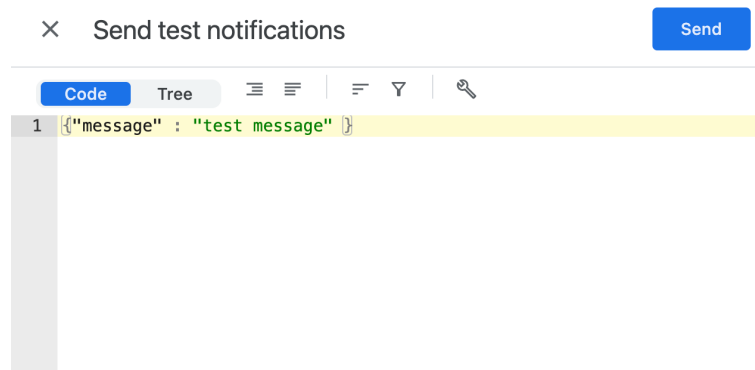 Send test notifications
Send
Code
Tree
1
{"message" : "test message" }